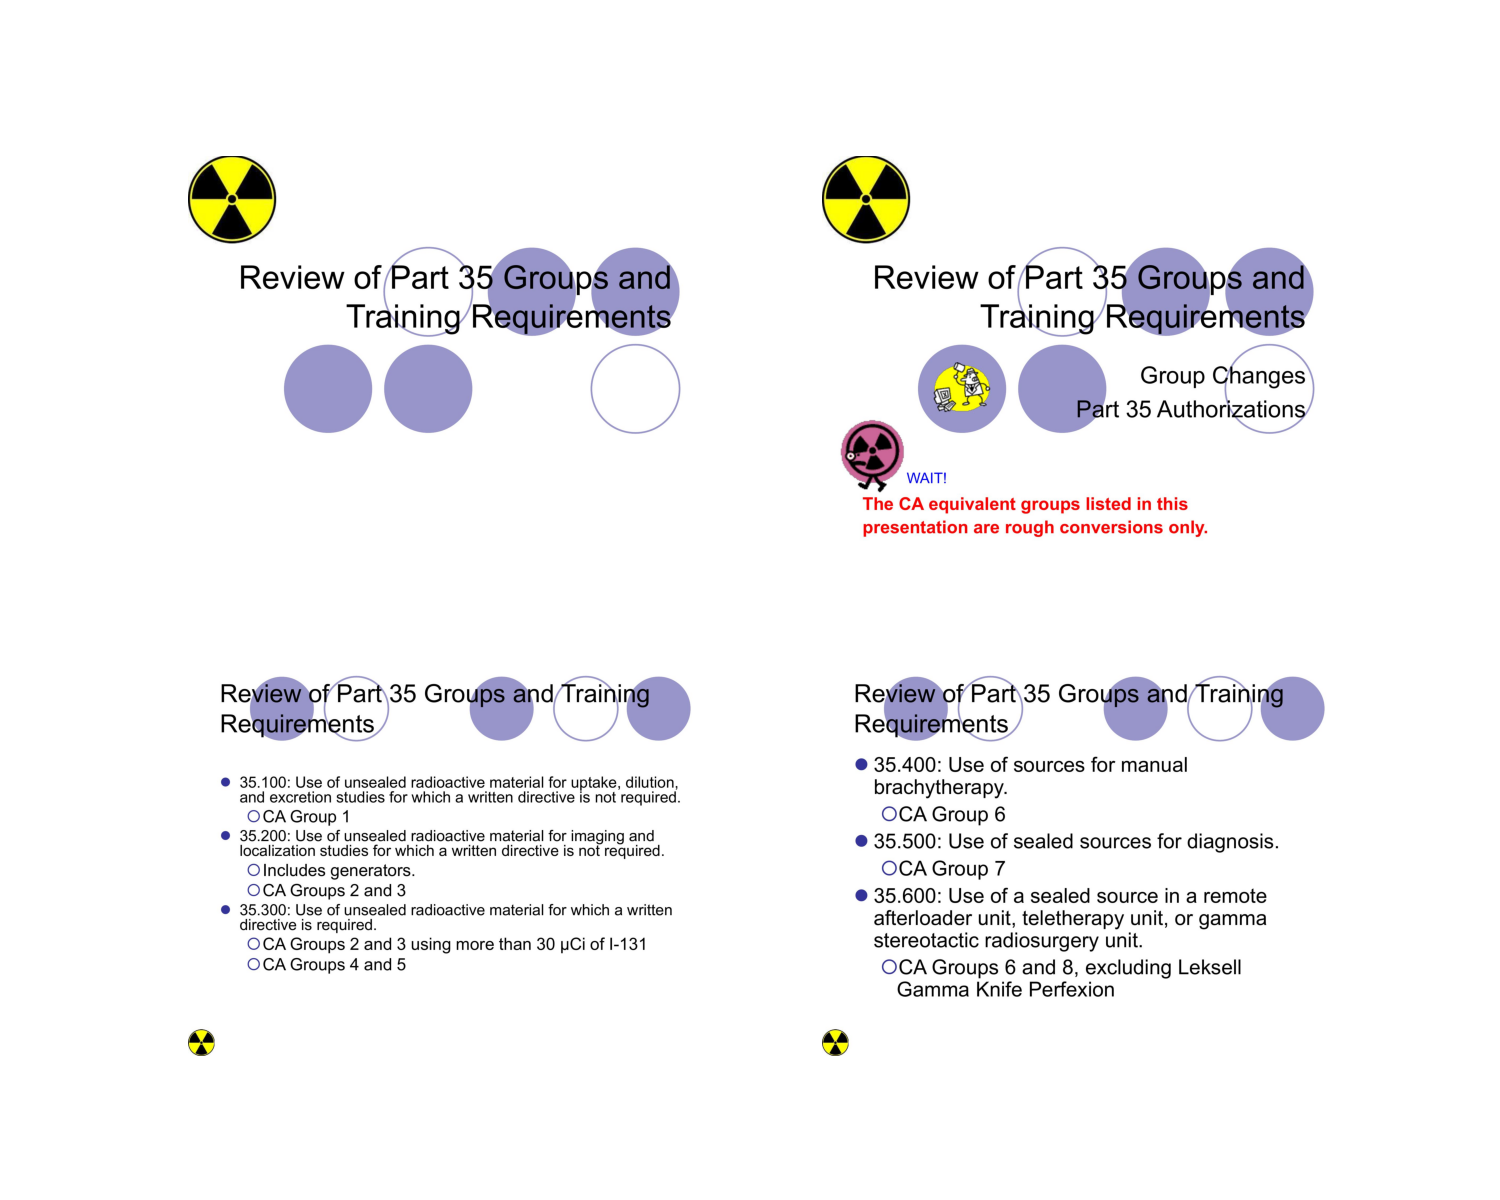 Review of Part 35 Groups and
Training Requirements
Review of Part 35 Groups and
Training Requirements
Group Changes
Part 35 Authorizations
WAIT!
The CA equivalent groups listed in this
presentation are rough conversions only.
Review of Part 35 Groups and Training
Requirements
35.100: Use of unsealed radioactive material for uptake, dilution,
and excretion studies for which a written directive is not required.
CA Group 1
35.200: Use of unsealed radioactive material for imaging and
localization studies for which a written directive is not required.
Includes generators.
CA Groups 2 and 3
35.300: Use of unsealed radioactive material for which a written
directive is required.
CA Groups 2 and 3 using more than 30 µCi of I-131
CA Groups 4 and 5
Review of Part 35 Groups and Training
Requirements
35.400: Use of sources for manual
brachytherapy.
CA Group 6
35.500: Use of sealed sources for diagnosis.
CA Group 7
35.600: Use of a sealed source in a remote
afterloader unit, teletherapy unit, or gamma
stereotactic radiosurgery unit.
CA Groups 6 and 8, excluding Leksell
Gamma Knife Perfexion